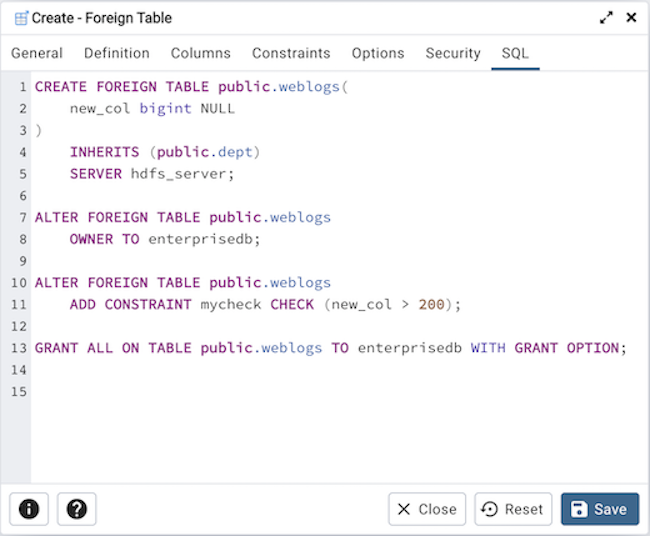 Create - Foreign Table
General Definition Columns Constraints Options Security SQL
1 CREATE FOREIGN TABLE public.weblogs(
2 new_col bigint NULL
3 )
4 INHERITS (public.dept)
5 SERVER hdfs_server;
6
7 ALTER FOREIGN TABLE public.weblogs
8 OWNER TO enterprisedb;
9
10 ALTER FOREIGN TABLE public.weblogs
11 ADD CONSTRAINT mycheck CHECK (new_col > 200);
12
13 GRANT ALL ON TABLE public.weblogs TO enterprisedb WITH GRANT OPTION;
14
15
Close Reset Save